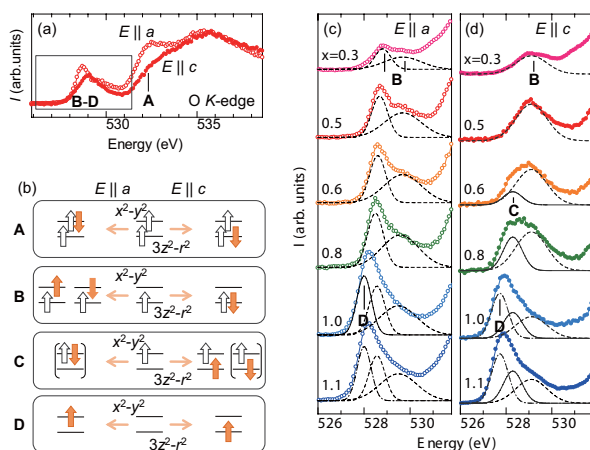 (a)
E || a
E || c
B-D
A
O K-edge
I (arb.units)
530
535
Energy (eV)
(b)
E || a
E || c
A
x²-y²
3z²-r²
B
x²-y²
3z²-r²
C
x²-y²
3z²-r²
D
x²-y²
3z²-r²
(c)
E || a
x=0.3
B
0.5
0.6
0.8
1.0
D
1.1
I (arb. units)
526
528
530
(d)
E || c
B
x=0.3
0.5
0.6
C
0.8
1.0
D
1.1
526
528
530
532
Energy (eV)